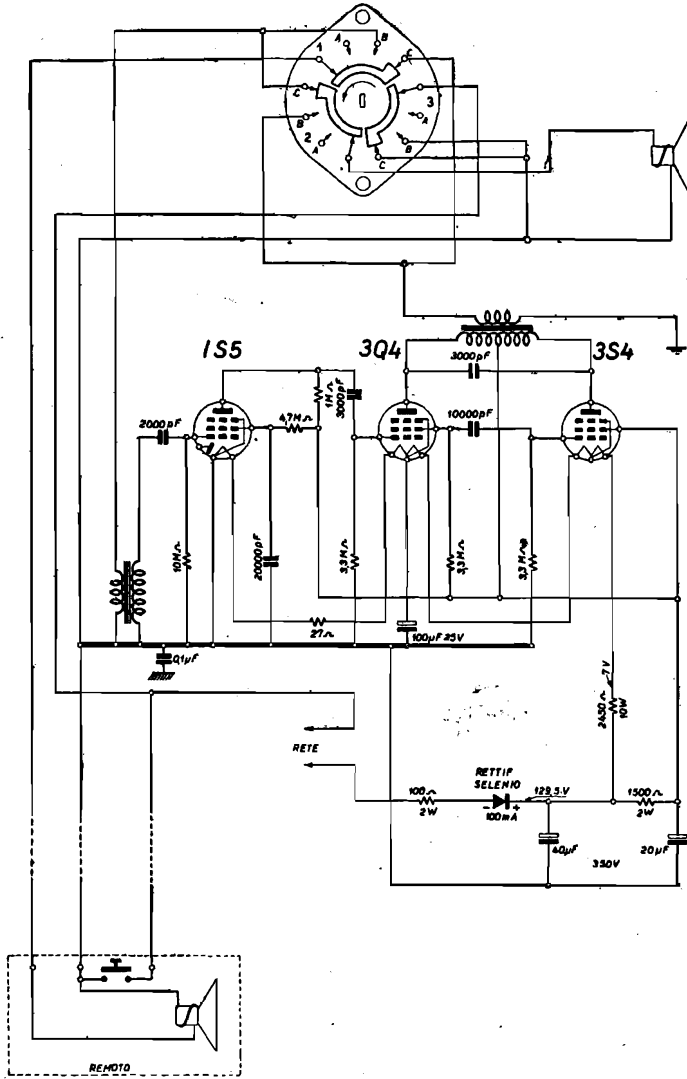 A
B
1
C
C
3
B
A
2
A
B
C
1S5
3Q4
3S4
3000pF
2000pF
4,7MΩ
1MΩ
3000pF
10000pF
10MΩ
20000pF
3,3MΩ
3,3MΩ
3,3MΩ
27Ω
100µF 25V
0,1µF
7V
2450Ω
10W
RETE
RETTIF
SELENIO
129,5V
100Ω
2W
- +
100mA
1500Ω
2W
40µF
350V
20µF
REMOTO